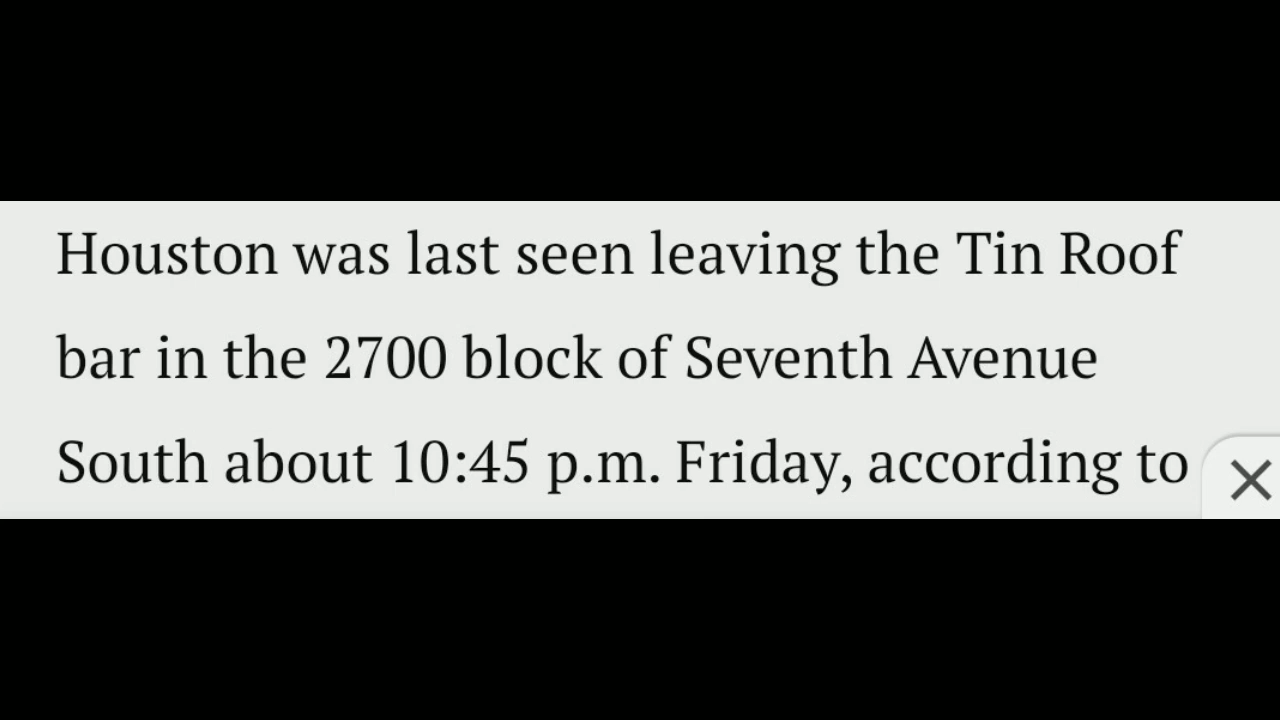 Houston was last seen leaving the Tin Roof
bar in the 2700 block of Seventh Avenue
South about 10:45 p.m. Friday, according to